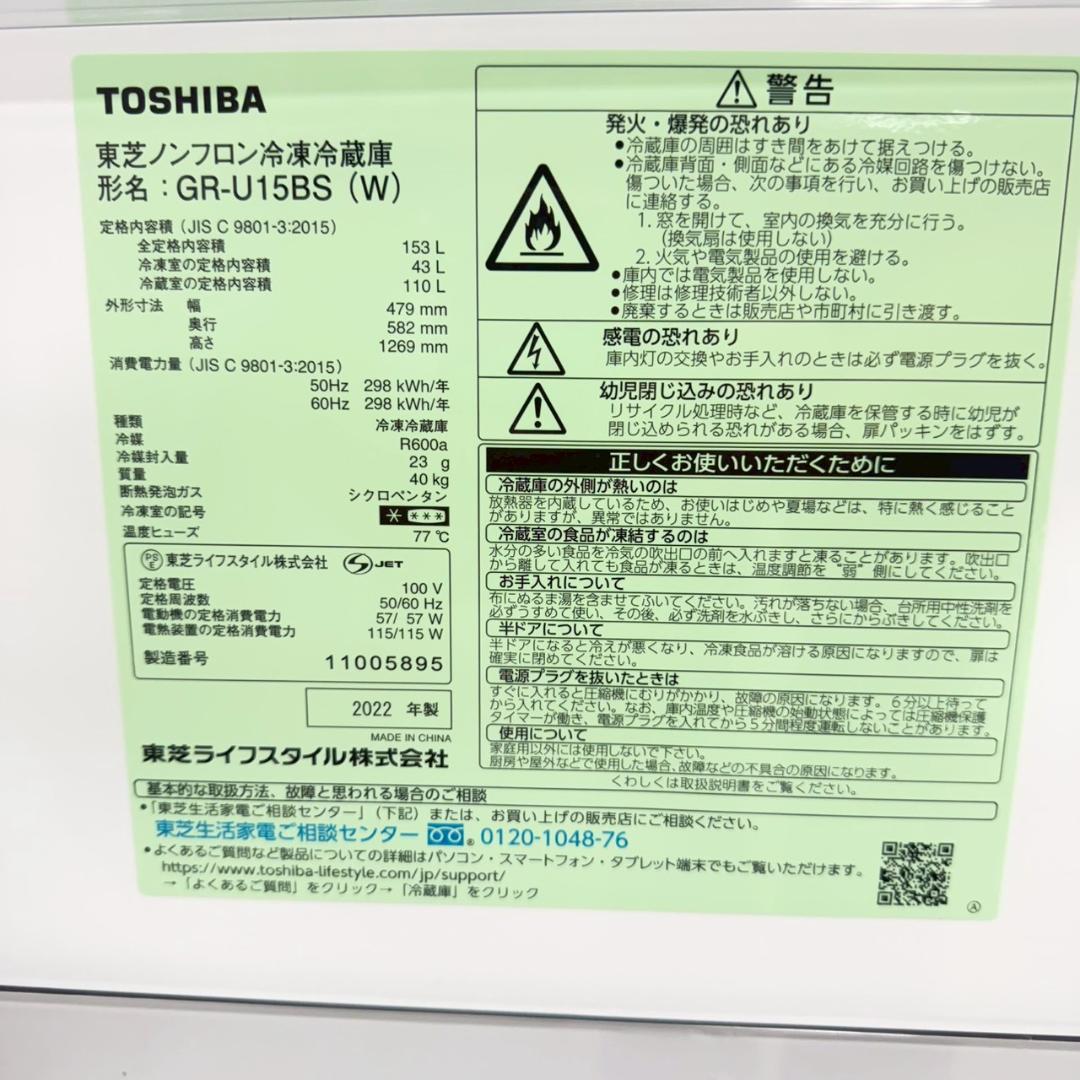 TOSHIBA
東芝ノンフロン冷凍冷蔵庫
形名：GR-U15BS（W）
定格内容積（JIS C 9801-3:2015）
全定格内容積 153 L
冷凍室の定格内容積 43 L
冷蔵室の定格内容積 110 L
外形寸法 幅 479 mm
奥行 582 mm
高さ 1269 mm
消費電力量（JIS C 9801-3:2015）
50Hz 298 kWh/年
60Hz 298 kWh/年
種類 冷凍冷蔵庫
冷媒 R600a
冷媒封入量 23 g
質量 40 kg
断熱発泡ガス シクロペンタン
冷凍室の記号
温度ヒューズ 77 ℃
PS E 東芝ライフスタイル株式会社 JET
定格電圧 100 V
定格周波数 50/60 Hz
電動機の定格消費電力 57/ 57 W
電熱装置の定格消費電力 115/115 W
製造番号 11005895
2022 年製
MADE IN CHINA
東芝ライフスタイル株式会社
警告
発火・爆発の恐れあり
●冷蔵庫の周囲はすき間をあけて据えつける。
●冷蔵庫背面・側面などにある冷媒回路を傷つけない。
傷ついた場合、次の事項を行い、お買い上げの販売店
に連絡する。
1. 窓を開けて、室内の換気を充分に行う。
（換気扇は使用しない）
2. 火気や電気製品の使用を避ける。
●庫内では電気製品を使用しない。
●修理は修理技術者以外しない。
●廃棄するときは販売店や市町村に引き渡す。
感電の恐れあり
庫内灯の交換やお手入れのときは必ず電源プラグを抜く。
幼児閉じ込みの恐れあり
リサイクル処理時など、冷蔵庫を保管する時に幼児が
閉じ込められる恐れがある場合、扉パッキンをはずす。
正しくお使いいただくために
冷蔵庫の外側が熱いのは
放熱器を内蔵しているため、お使いはじめや夏場などは、特に熱く感じること
がありますが、異常ではありません。
冷蔵室の食品が凍結するのは
水分の多い食品を冷気の吹出口の前へ入れますと凍ることがあります。吹出口
から離して入れても食品が凍るときは、温度調節を“弱”側にしてください。
お手入れについて
布にぬるま湯を含ませてふいてください。汚れが落ちない場合、台所用中性洗剤を
必ずうすめて使い、その後、必ず洗剤を水ぶきし、さらにからぶきしてください。
半ドアについて
半ドアになると冷えが悪くなり、冷凍食品が溶ける原因になりますので、扉は
確実に閉めてください。
電源プラグを抜いたときは
すぐに入れると圧縮機にむりがかかり、故障の原因になります。6分以上待って
から入れてください。なお、庫内温度や圧縮機の始動状態によっては圧縮機保護
タイマーが働き、電源プラグを入れてから5分間程度運転しないことがあります。
使用について
家庭用以外には使用しないで下さい。
厨房や屋外などで使用した場合、故障などの不具合の原因になります。
くわしくは取扱説明書をご覧ください。
基本的な取扱方法、故障と思われる場合のご相談
●「東芝生活家電ご相談センター」（下記）または、お買い上げの販売店にご相談ください。
東芝生活家電ご相談センター ® 0120-1048-76
●よくあるご質問など製品についての詳細はパソコン・スマートフォン・タブレット端末でもご覧いただけます。
https://www.toshiba-lifestyle.com/jp/support/
→「よくあるご質問」をクリック→「冷蔵庫」をクリック
Ⓐ